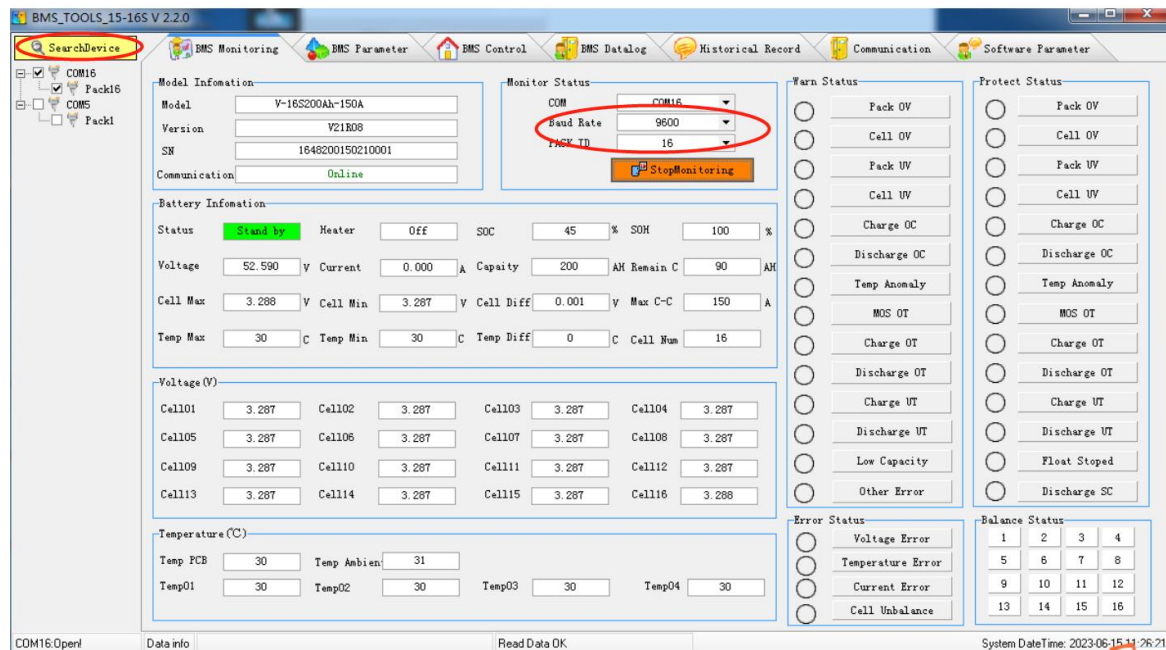 BMS_TOOLS_15-16S V 2.2.0
SearchDevice
BMS Monitoring BMS Parameter BMS Control BMS Datalog Historical Record Communication Software Parameter
COM16
Pack16
COM5
Pack1
Model Infomation
Model V-16S200Ah-150A
Version V21R08
SN 1648200150210001
Communication Online
Monitor Status
COM COM16
Baud Rate 9600
PACK ID 16
StopMonitoring
Battery Infomation
Status Stand by Heater Off SOC 45 % SOH 100 %
Voltage 52.590 V Current 0.000 A Capaity 200 AH Remain C 90 AH
Cell Max 3.288 V Cell Min 3.287 V Cell Diff 0.001 V Max C-C 150 A
Temp Max 30 C Temp Min 30 C Temp Diff 0 C Cell Num 16
Voltage(V)
Cell01 3.287 Cell02 3.287 Cell03 3.287 Cell04 3.287
Cell05 3.287 Cell06 3.287 Cell07 3.287 Cell08 3.287
Cell09 3.287 Cell10 3.287 Cell11 3.287 Cell12 3.287
Cell13 3.287 Cell14 3.287 Cell15 3.287 Cell16 3.288
Temperature(℃)
Temp PCB 30 Temp Ambien 31
Temp01 30 Temp02 30 Temp03 30 Temp04 30
Warn Status
Pack OV
Cell OV
Pack UV
Cell UV
Charge OC
Discharge OC
Temp Anomaly
MOS OT
Charge OT
Discharge OT
Charge UT
Discharge UT
Low Capacity
Other Error
Protect Status
Pack OV
Cell OV
Pack UV
Cell UV
Charge OC
Discharge OC
Temp Anomaly
MOS OT
Charge OT
Discharge OT
Charge UT
Discharge UT
Float Stoped
Discharge SC
Error Status
Voltage Error
Temperature Error
Current Error
Cell Unbalance
Balance Status
1 2 3 4
5 6 7 8
9 10 11 12
13 14 15 16
COM16:Open! Data info Read Data OK System DateTime: 2023-06-15 11:26:21